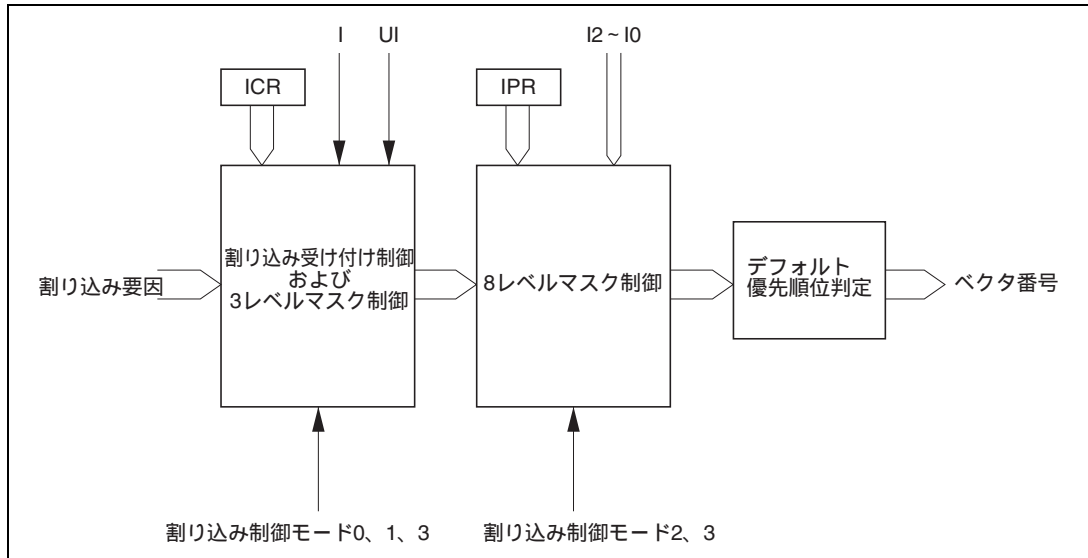 I UI I2~I0
ICR IPR
割り込み要因
割り込み受け付け制御
および
3レベルマスク制御
8レベルマスク制御
デフォルト
優先順位判定
ベクタ番号
割り込み制御モード0、1、3
割り込み制御モード2、3